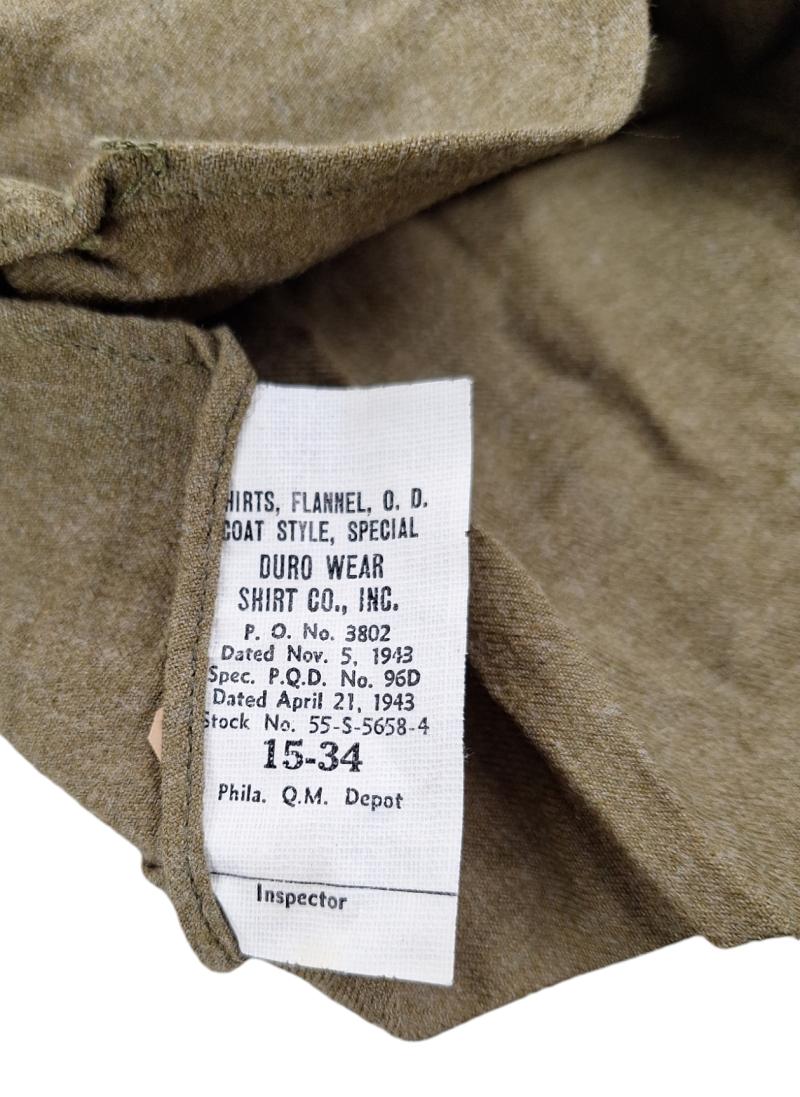 HIRTS, FLANNEL, O. D.
COAT STYLE, SPECIAL
DURO WEAR
SHIRT CO., INC.
P. O. No. 3802
Dated Nov. 5, 1943
Spec. P.Q.D. No. 96D
Dated April 21, 1943
Stock No. 55-S-5658-4
15-34
Phila. Q.M. Depot
Inspector